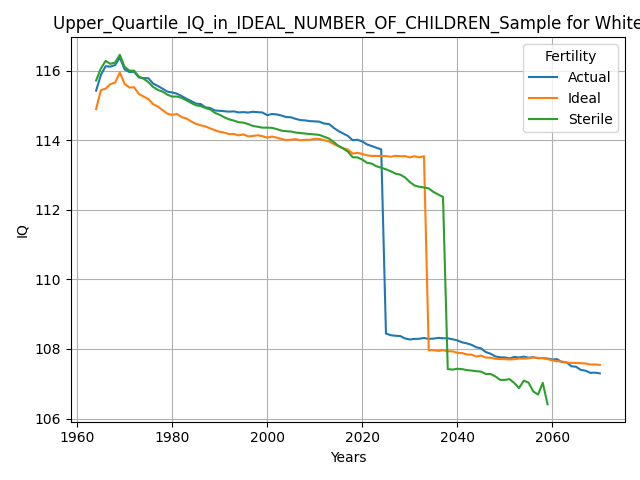 Upper_Quartile_IQ_in_IDEAL_NUMBER_OF_CHILDREN_Sample for White
Fertility
Actual
Ideal
Sterile
116
114
112
110
108
106
IQ
1960 1980 2000 2020 2040 2060
Years